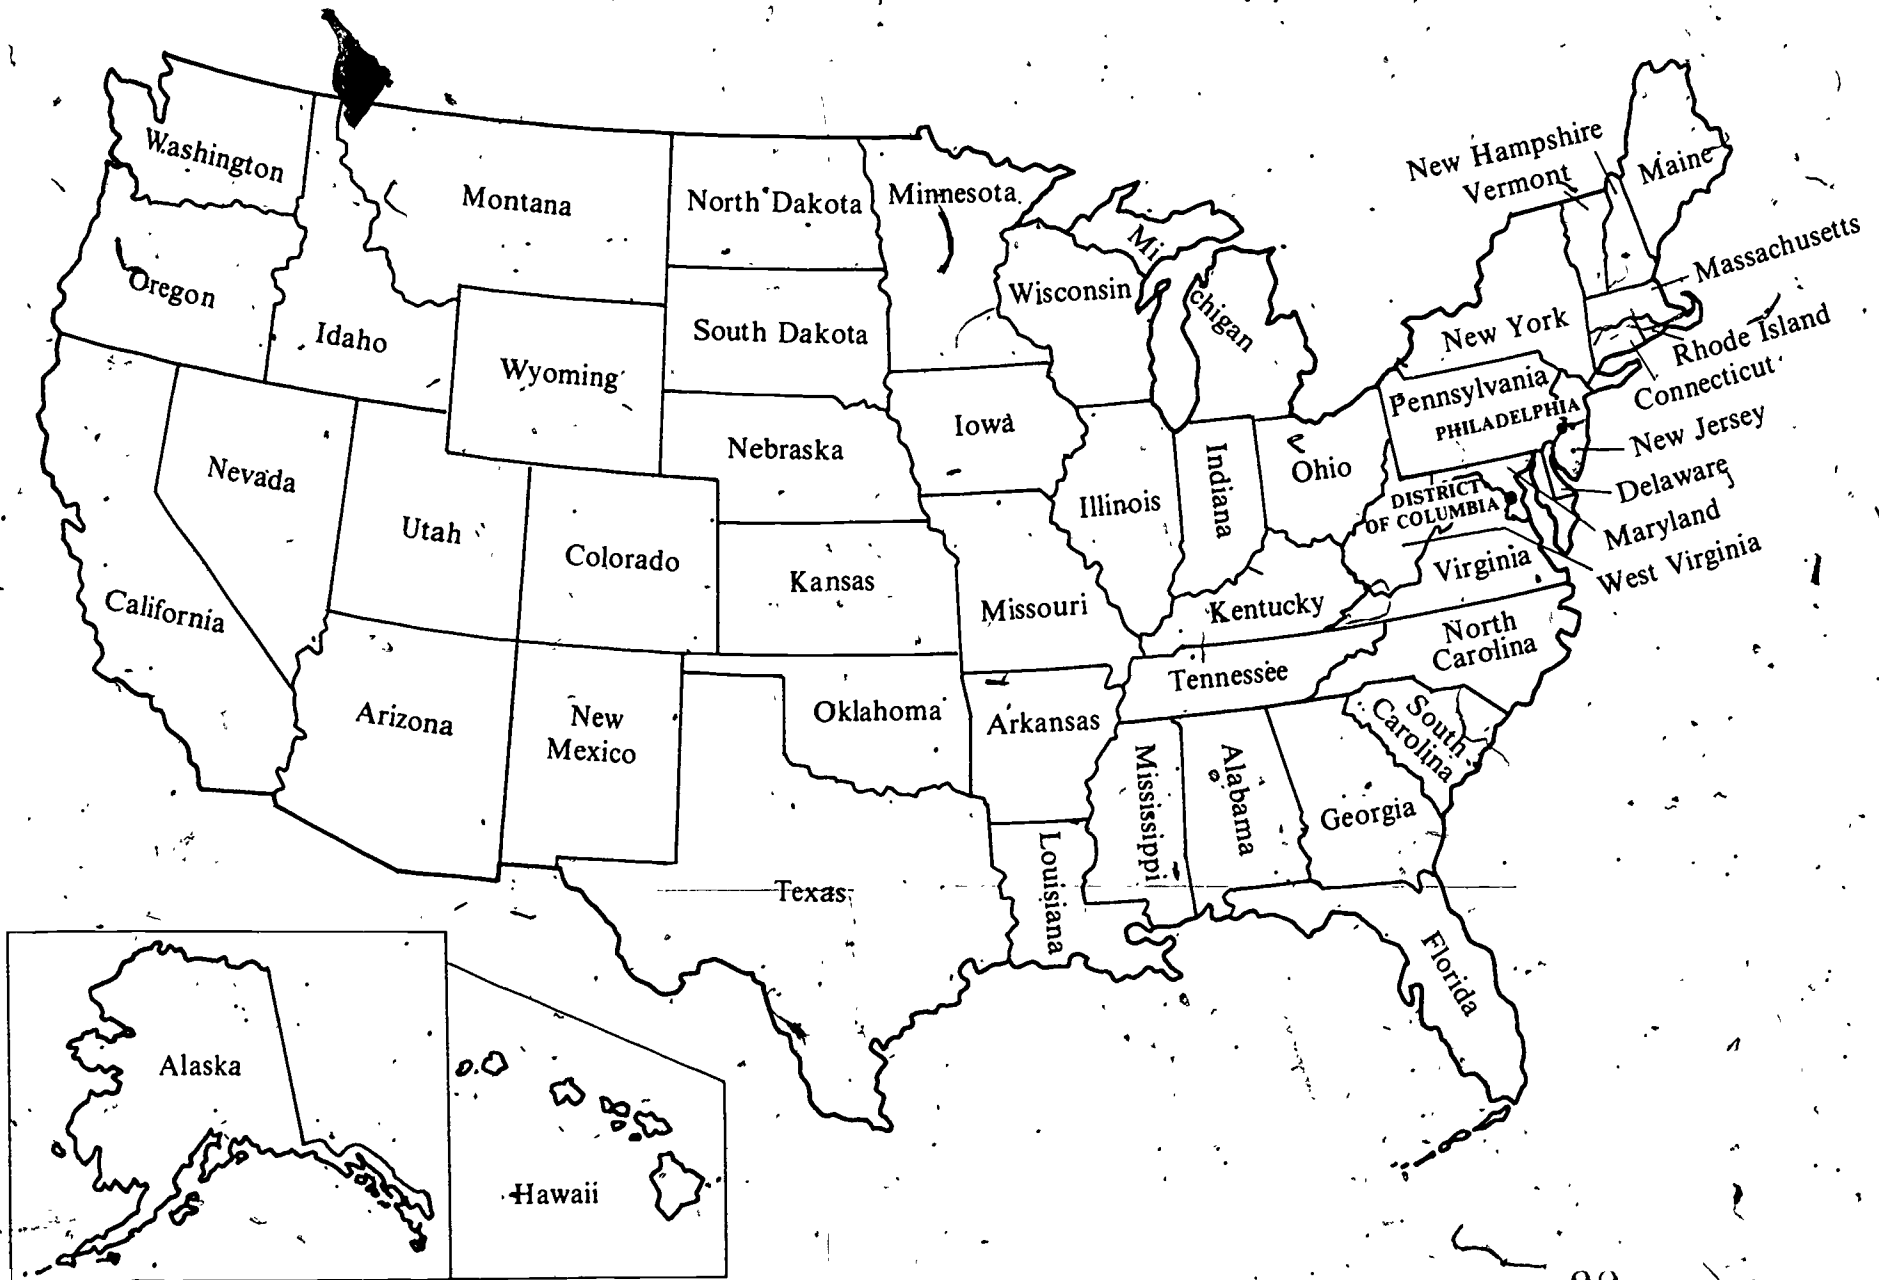 Washington
Montana
North Dakota
Minnesota
New Hampshire
Vermont
Maine
Massachusetts
Oregon
Idaho
Wyoming
South Dakota
Wisconsin
Mi
chigan
New York
Rhode Island
Connecticut
Pennsylvania
PHILADELPHIA
New Jersey
Delaware
Maryland
West Virginia
Nevada
Utah
Colorado
Nebraska
Iowa
Illinois
Indiana
Ohio
DISTRICT
OF COLUMBIA
Virginia
California
Kansas
Missouri
Kentucky
North
Carolina
Tennessee
Arizona
New
Mexico
Oklahoma
Arkansas
South
Carolina
Mississippi
Alabama
Georgia
Texas
Louisiana
Florida
Alaska
Hawaii